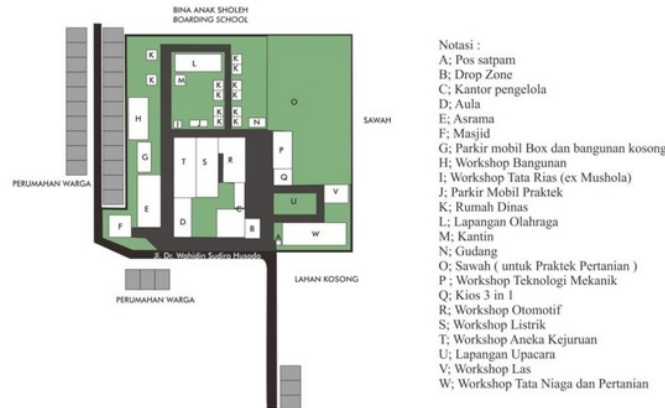 BINA ANAK SHOLEH
BOARDING SCHOOL
L
K
K
K
K
K
M
K
K
O
K
K
I
J
K
N
H
SAWAH
G
T
S
R
P
Q
PERUMAHAN WARGA
E
C
U
V
F
D
B
A
W
Jl. Dr. Wahidin Sudiro Husodo
LAHAN KOSONG
PERUMAHAN WARGA
Notasi :
A; Pos satpam
B; Drop Zone
C; Kantor pengelola
D; Aula
E; Asrama
F; Masjid
G; Parkir mobil Box dan bangunan kosong
H; Workshop Bangunan
I; Workshop Tata Rias (ex Mushola)
J; Parkir Mobil Praktek
K; Rumah Dinas
L; Lapangan Olahraga
M; Kantin
N; Gudang
O; Sawah ( untuk Praktek Pertanian )
P ; Workshop Teknologi Mekanik
Q; Kios 3 in 1
R; Workshop Otomotif
S; Workshop Listrik
T; Workshop Aneka Kejuruan
U; Lapangan Upacara
V; Workshop Las
W; Workshop Tata Niaga dan Pertanian